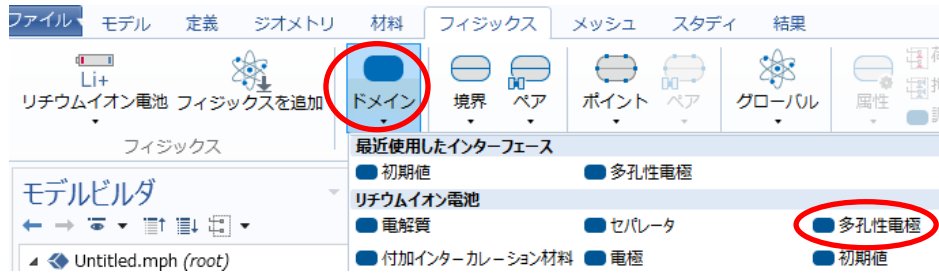 ファイル モデル 定義 ジオメトリ 材料 フィジックス メッシュ スタディ 結果
Li+
リチウムイオン電池 フィジックスを追加 ドメイン 境界 ペア ポイント ペア グローバル 属性
フィジックス
最近使用したインターフェース
初期値 多孔性電極
モデルビルダ
リチウムイオン電池
電解質 セパレータ 多孔性電極
Untitled.mph (root)
付加インターカレーション材料 電極 初期値